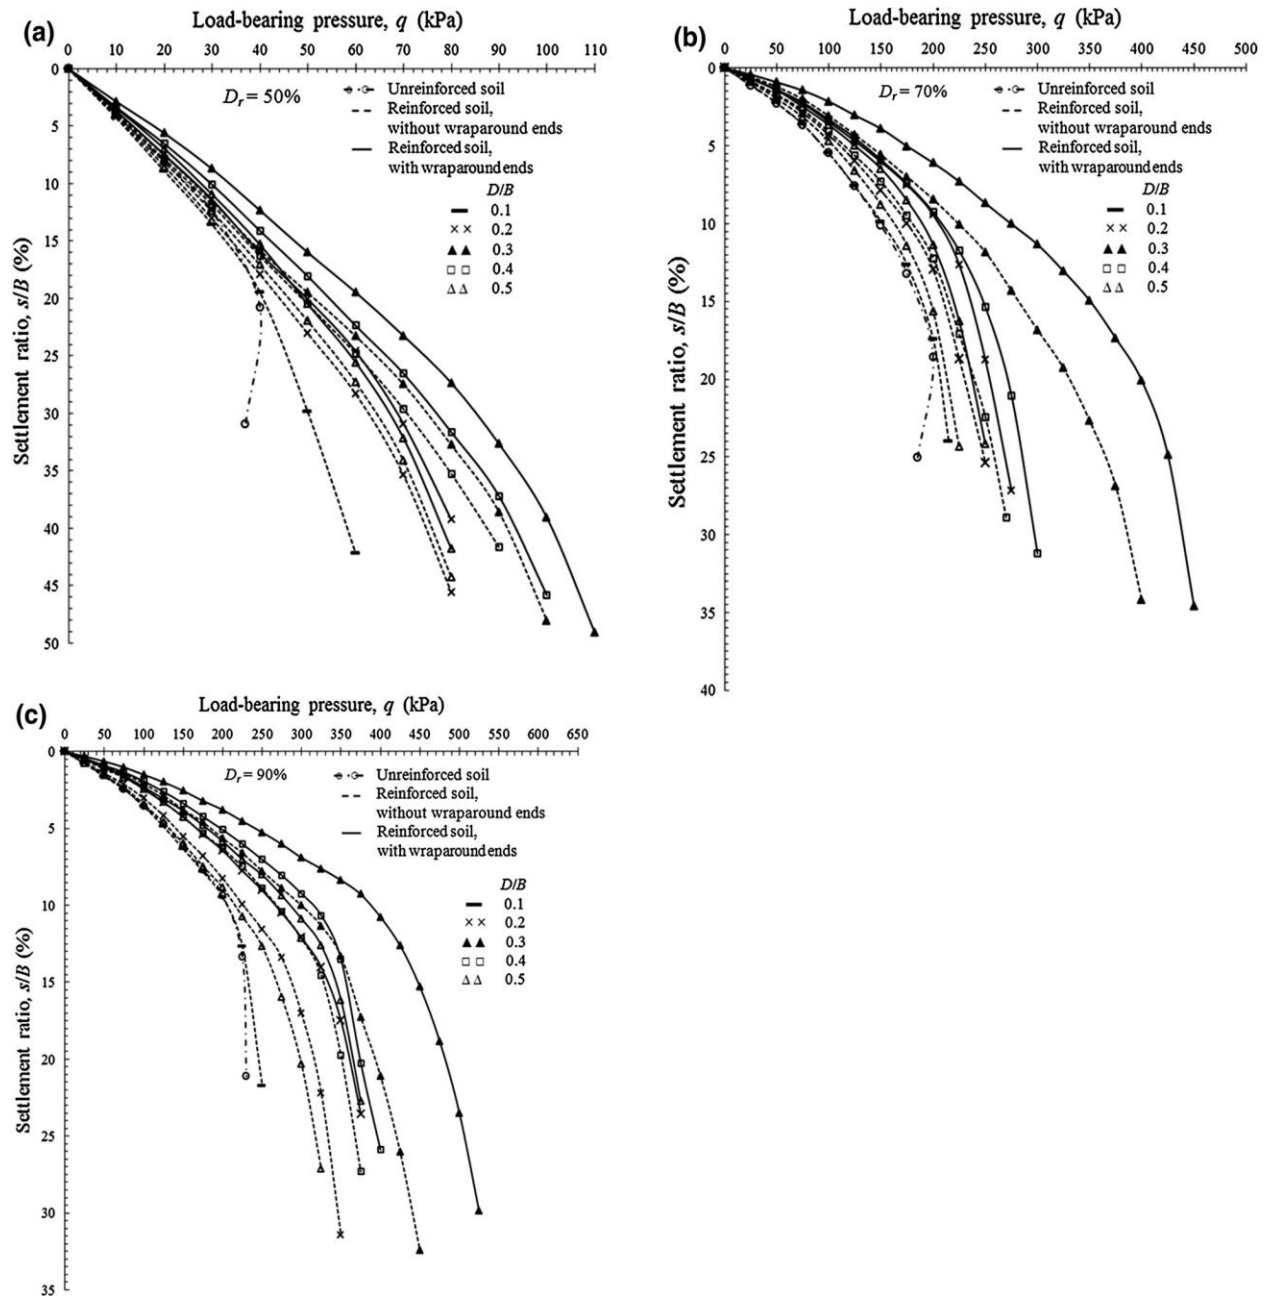 (a)
Load-bearing pressure, q (kPa)
0 10 20 30 40 50 60 70 80 90 100 110
Settlement ratio, s/B (%)
0
5
10
15
20
25
30
35
40
45
50
Dr = 50%
Unreinforced soil
Reinforced soil,
without wraparound ends
Reinforced soil,
with wraparound ends
D/B
0.1
0.2
0.3
0.4
0.5
(b)
Load-bearing pressure, q (kPa)
0 50 100 150 200 250 300 350 400 450 500
Settlement ratio, s/B (%)
0
5
10
15
20
25
30
35
40
Dr = 70%
Unreinforced soil
Reinforced soil,
without wraparound ends
Reinforced soil,
with wraparound ends
D/B
0.1
0.2
0.3
0.4
0.5
(c)
Load-bearing pressure, q (kPa)
0 50 100 150 200 250 300 350 400 450 500 550 600 650
Settlement ratio, s/B (%)
0
5
10
15
20
25
30
35
Dr = 90%
Unreinforced soil
Reinforced soil,
without wraparound ends
Reinforced soil,
with wraparound ends
D/B
0.1
0.2
0.3
0.4
0.5